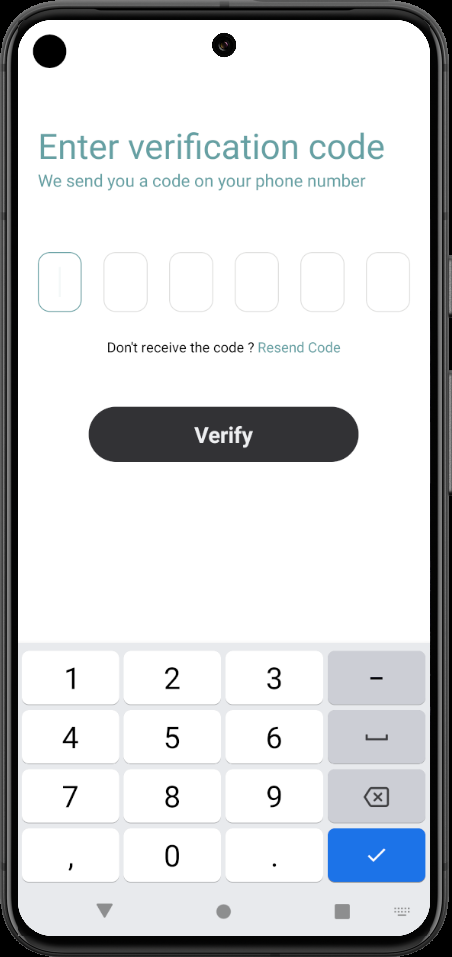 Enter verification code
We send you a code on your phone number
Don't receive the code ? Resend Code
Verify
1 2 3 -
4 5 6
7 8 9
, 0 .